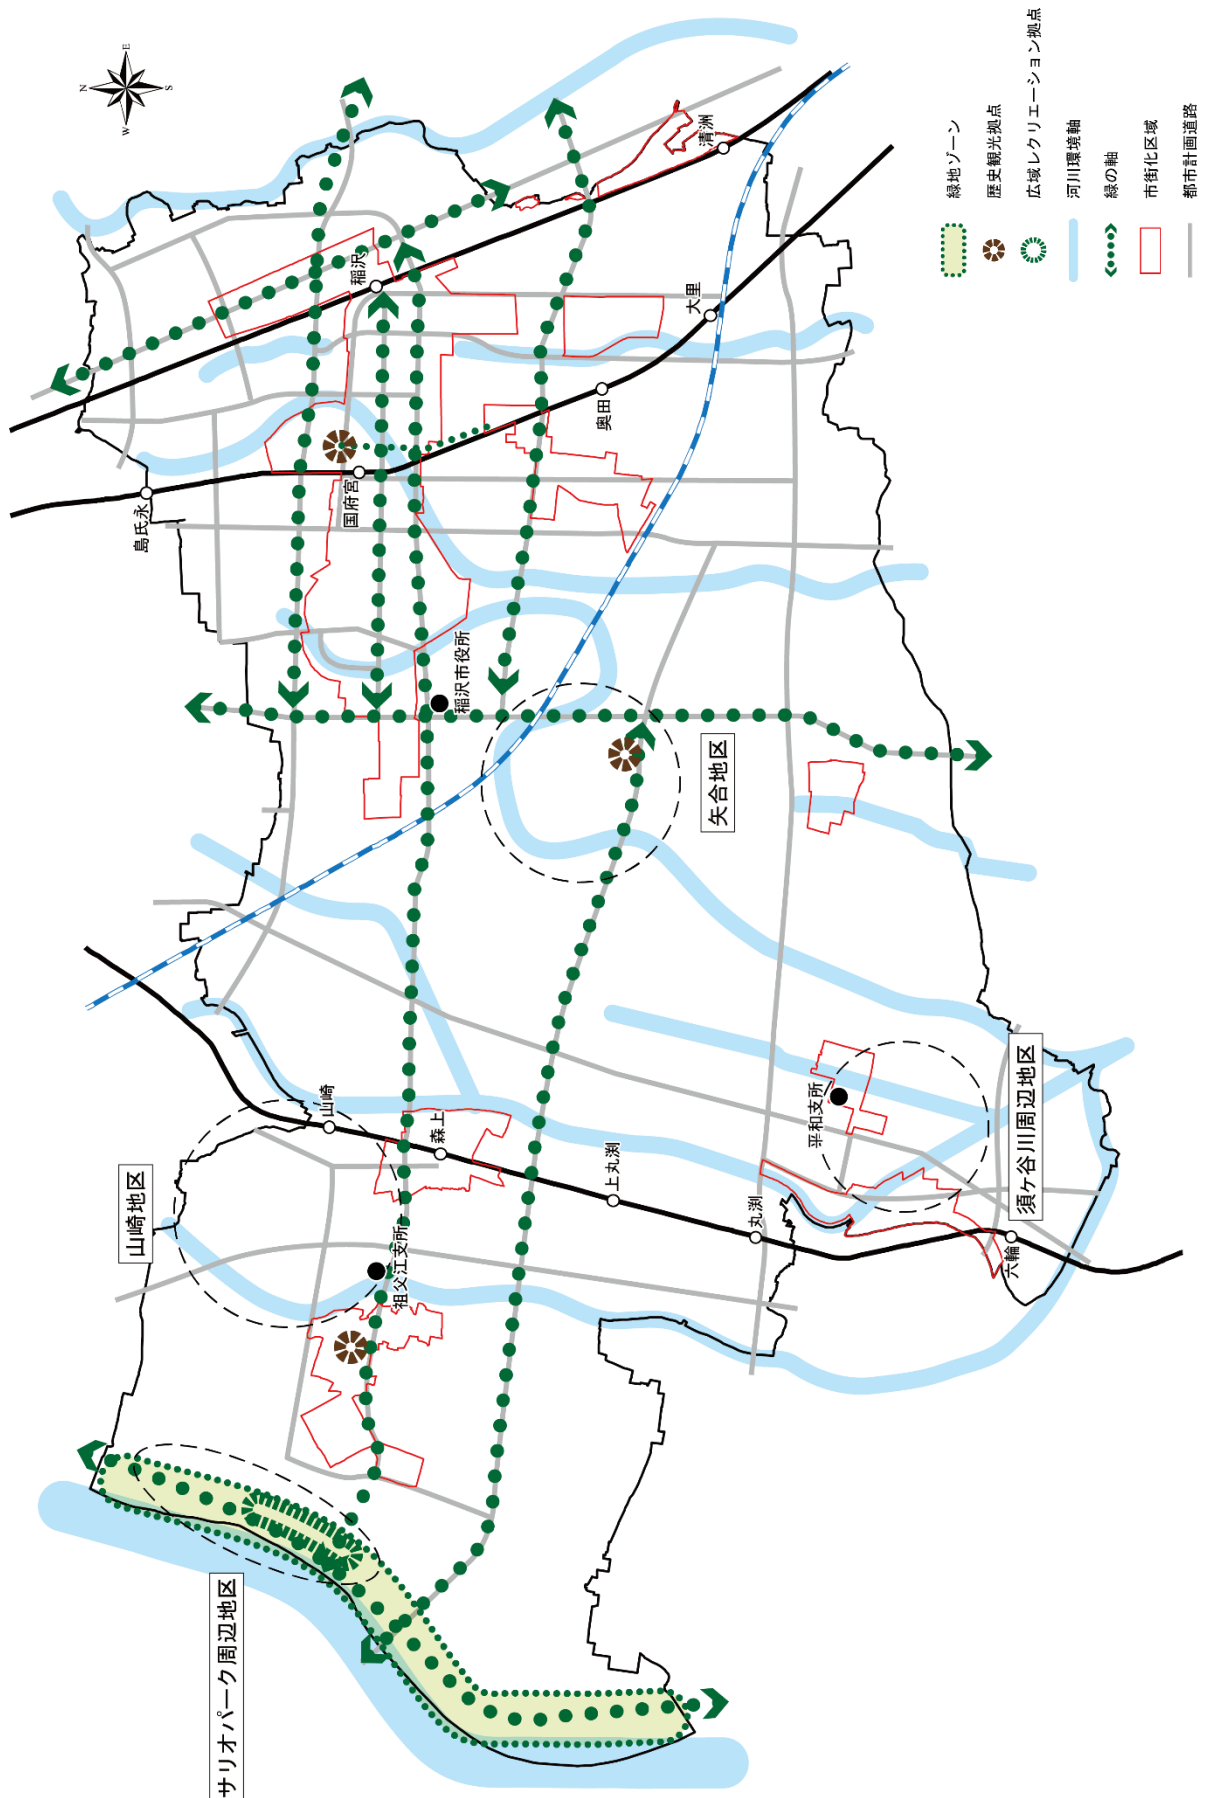 N
E
S
W
緑地ゾーン
歴史観光拠点
広域レクリエーション拠点
河川環境軸
緑の軸
市街化区域
都市計画道路
清洲
稲沢
大里
奥田
国府宮
島氏永
稲沢市役所
矢合地区
山崎
森上
上丸渕
丸渕
六輪
平和支所
須ケ谷川周辺地区
山崎地区
祖父江支所
サリオパーク周辺地区